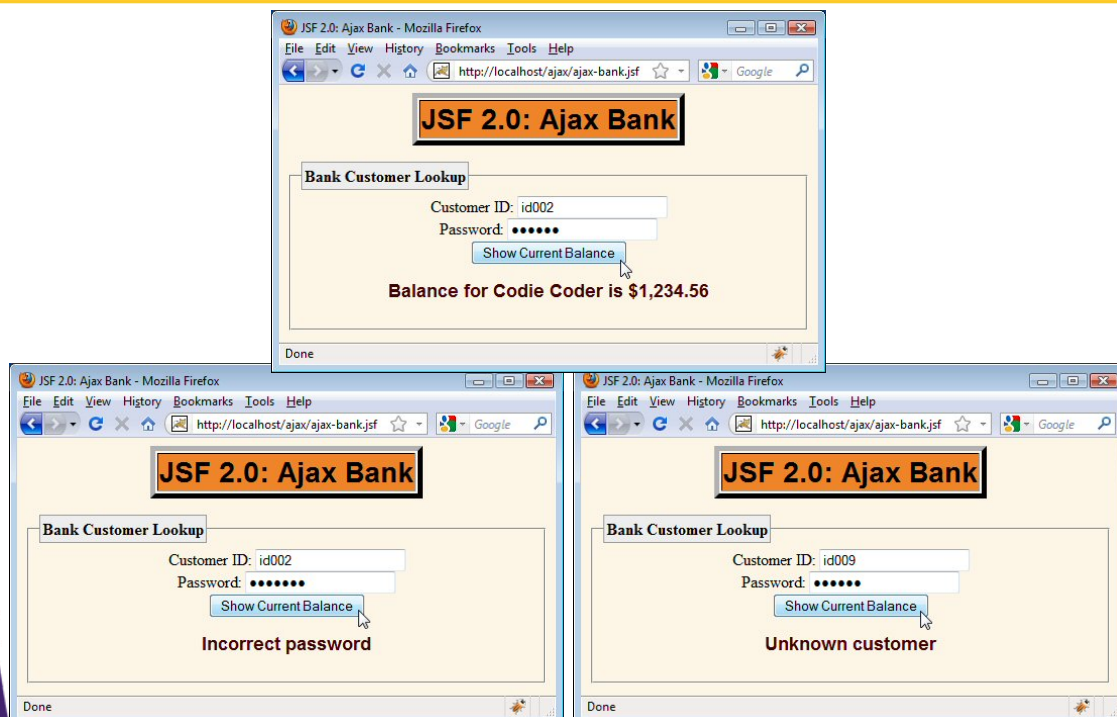 JSF 2.0: Ajax Bank - Mozilla Firefox
File Edit View History Bookmarks Tools Help
http://localhost/ajax/ajax-bank.jsf Google
JSF 2.0: Ajax Bank
Bank Customer Lookup
Customer ID: id002
Password: ●●●●●●
Show Current Balance
Balance for Codie Coder is $1,234.56
Done
JSF 2.0: Ajax Bank - Mozilla Firefox
File Edit View History Bookmarks Tools Help
http://localhost/ajax/ajax-bank.jsf Google
JSF 2.0: Ajax Bank
Bank Customer Lookup
Customer ID: id002
Password: ●●●●●●●
Show Current Balance
Incorrect password
Done
JSF 2.0: Ajax Bank - Mozilla Firefox
File Edit View History Bookmarks Tools Help
http://localhost/ajax/ajax-bank.jsf Google
JSF 2.0: Ajax Bank
Bank Customer Lookup
Customer ID: id009
Password: ●●●●●●
Show Current Balance
Unknown customer
Done